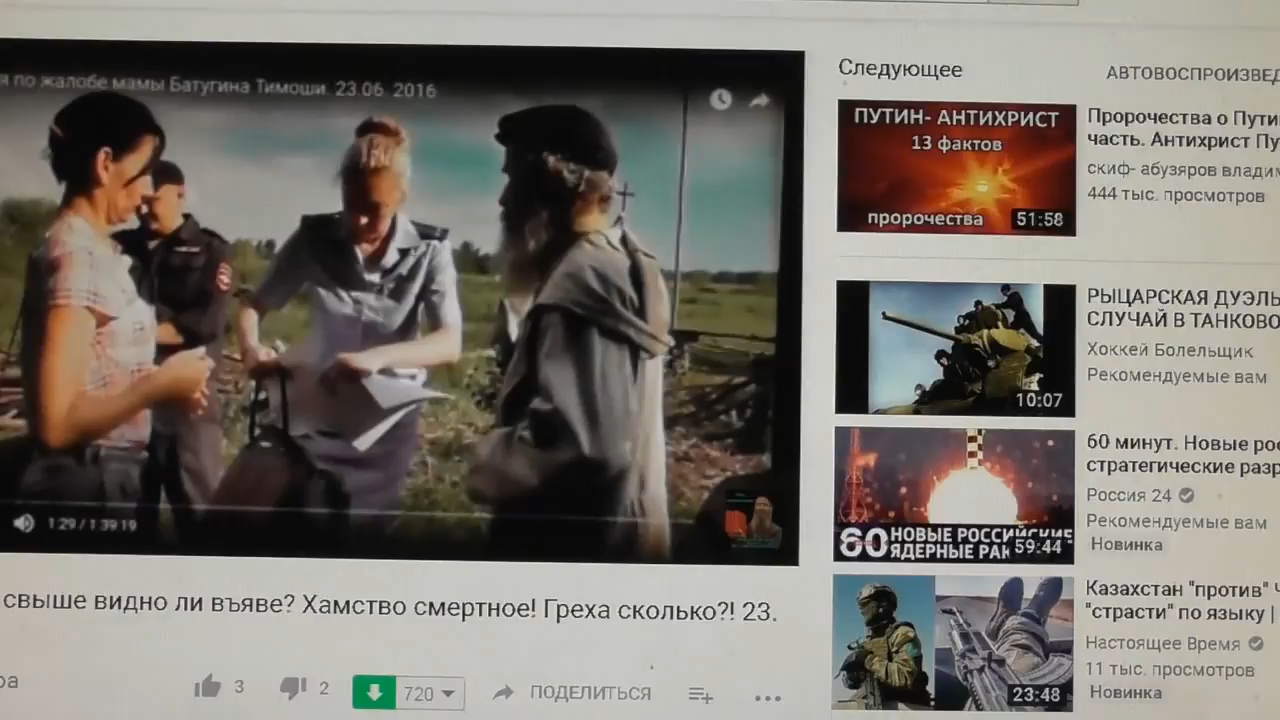 я по жалобе мамы Батугина Тимоши. 23.06. 2016
1:29 / 1:39:19
свыше видно ли въяве? Хамство смертное! Греха сколько?! 23.
ра
3
2
720
ПОДЕЛИТЬСЯ
Следующее
АВТОВОСПРОИЗВЕД
ПУТИН- АНТИХРИСТ
13 фактов
пророчества
51:58
Пророчества о Пути
часть. Антихрист Пу
скиф- абузяров владим
444 тыс. просмотров
10:07
РЫЦАРСКАЯ ДУЭЛЬ
СЛУЧАЙ В ТАНКОВО
Хоккей Болельщик
Рекомендуемые вам
60 НОВЫЕ РОССИЙСКИЕ
ЯДЕРНЫЕ РАК
59:44
60 минут. Новые рос
стратегические разр
Россия 24
Рекомендуемые вам
Новинка
23:48
Казахстан "против" Ч
"страсти" по языку |
Настоящее Время
11 тыс. просмотров
Новинка